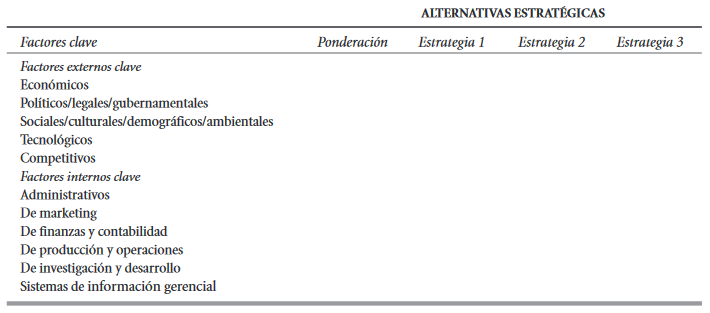 ALTERNATIVAS ESTRATÉGICAS
Factores clave Ponderación Estrategia 1 Estrategia 2 Estrategia 3
Factores externos clave
Económicos
Políticos/legales/gubernamentales
Sociales/culturales/demográficos/ambientales
Tecnológicos
Competitivos
Factores internos clave
Administrativos
De marketing
De finanzas y contabilidad
De producción y operaciones
De investigación y desarrollo
Sistemas de información gerencial